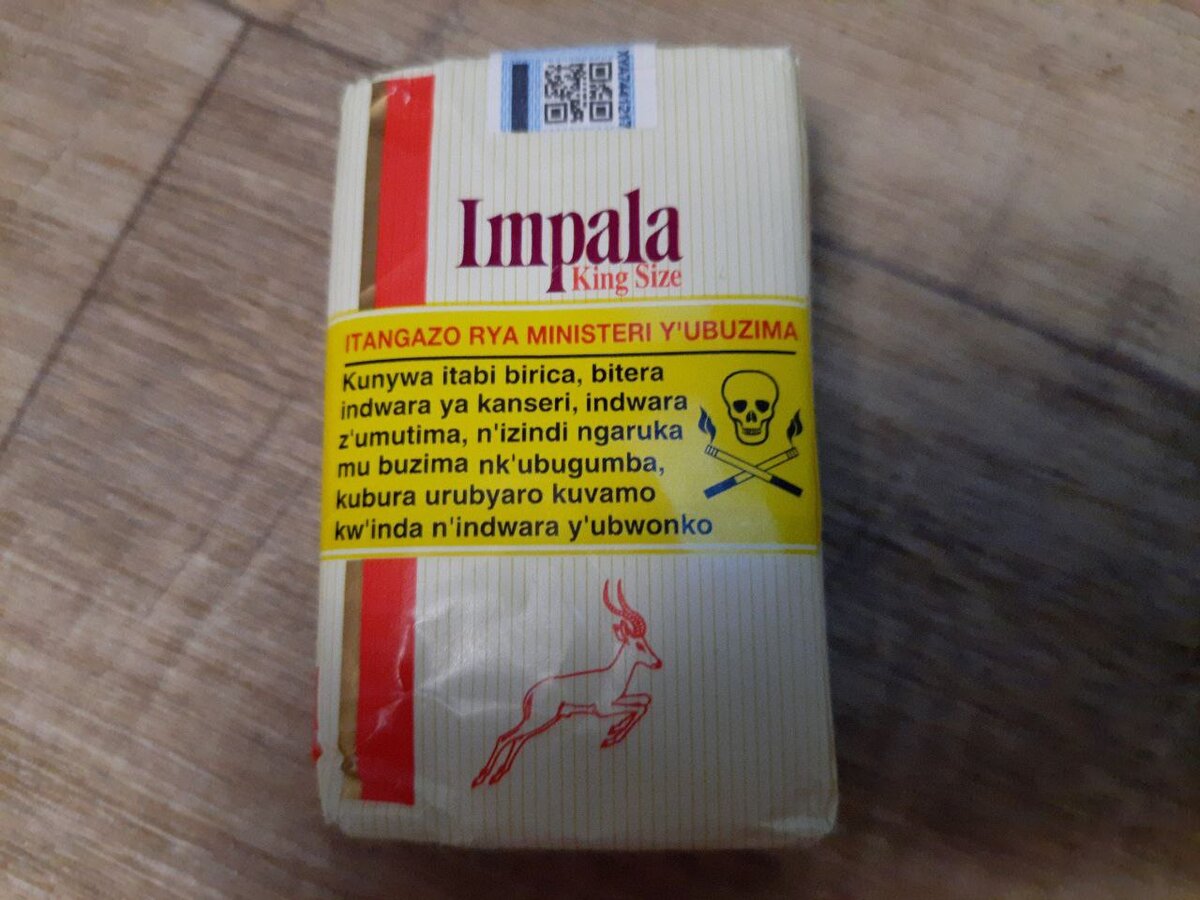 Impala
King Size
ITANGAZO RYA MINISTERI Y'UBUZIMA
Kunywa itabi birica, bitera
indwara ya kanseri, indwara
z'umutima, n'izindi ngaruka
mu buzima nk'ubugumba,
kubura urubyaro kuvamo
kw'inda n'indwara y'ubwonko